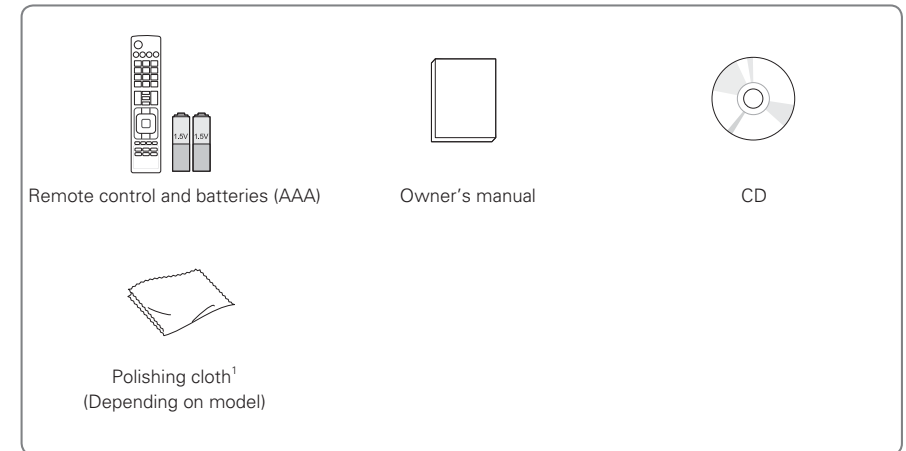 1.5V 1.5V
Remote control and batteries (AAA)
Owner's manual
CD
Polishing cloth1
(Depending on model)